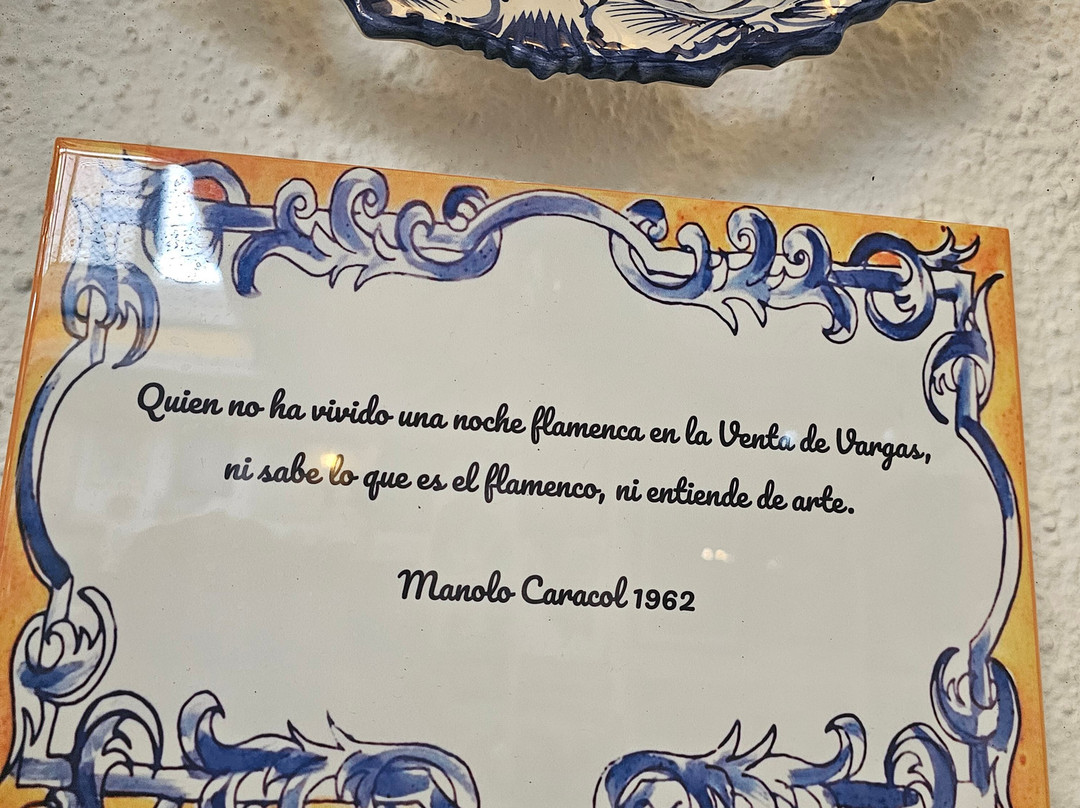 Quien no ha vivido una noche flamenca en la Venta de Vargas,
ni sabe lo que es el flamenco, ni entiende de arte.
Manolo Caracol 1962